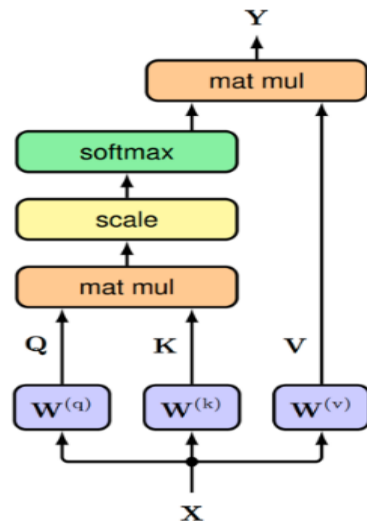 Y
mat mul
softmax
scale
mat mul
Q K V
W(q) W(k) W(v)
X